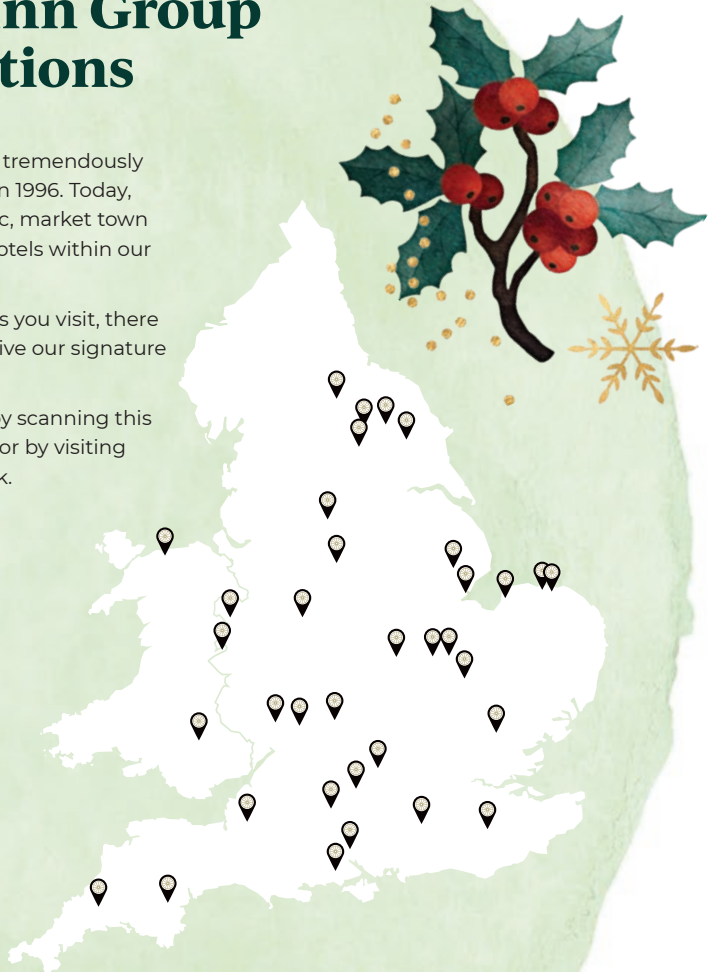 nn Group
tions
tremendously
n 1996. Today,
c, market town
otels within our
s you visit, there
ive our signature
y scanning this
or by visiting
k.